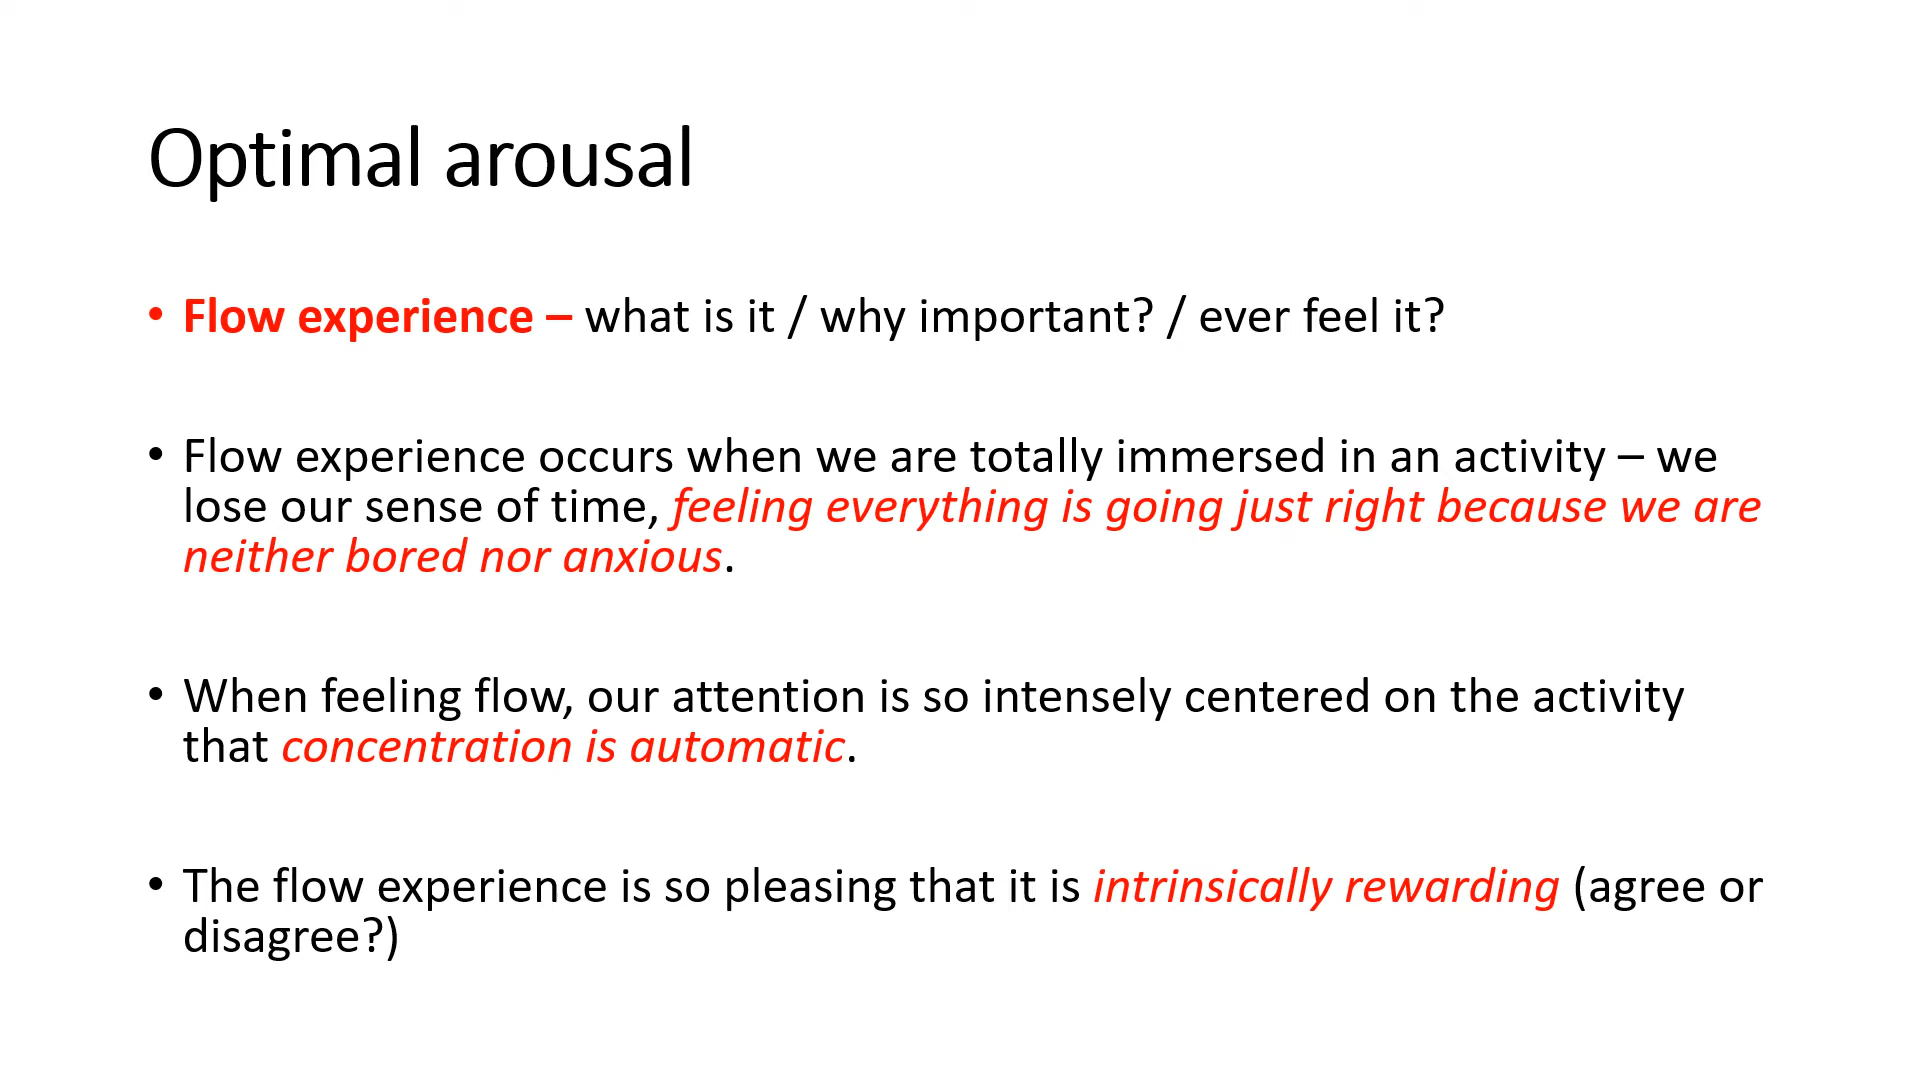 Optimal arousal
• Flow experience – what is it / why important? / ever feel it?
• Flow experience occurs when we are totally immersed in an activity – we
lose our sense of time, feeling everything is going just right because we are
neither bored nor anxious.
• When feeling flow, our attention is so intensely centered on the activity
that concentration is automatic.
• The flow experience is so pleasing that it is intrinsically rewarding (agree or
disagree?)